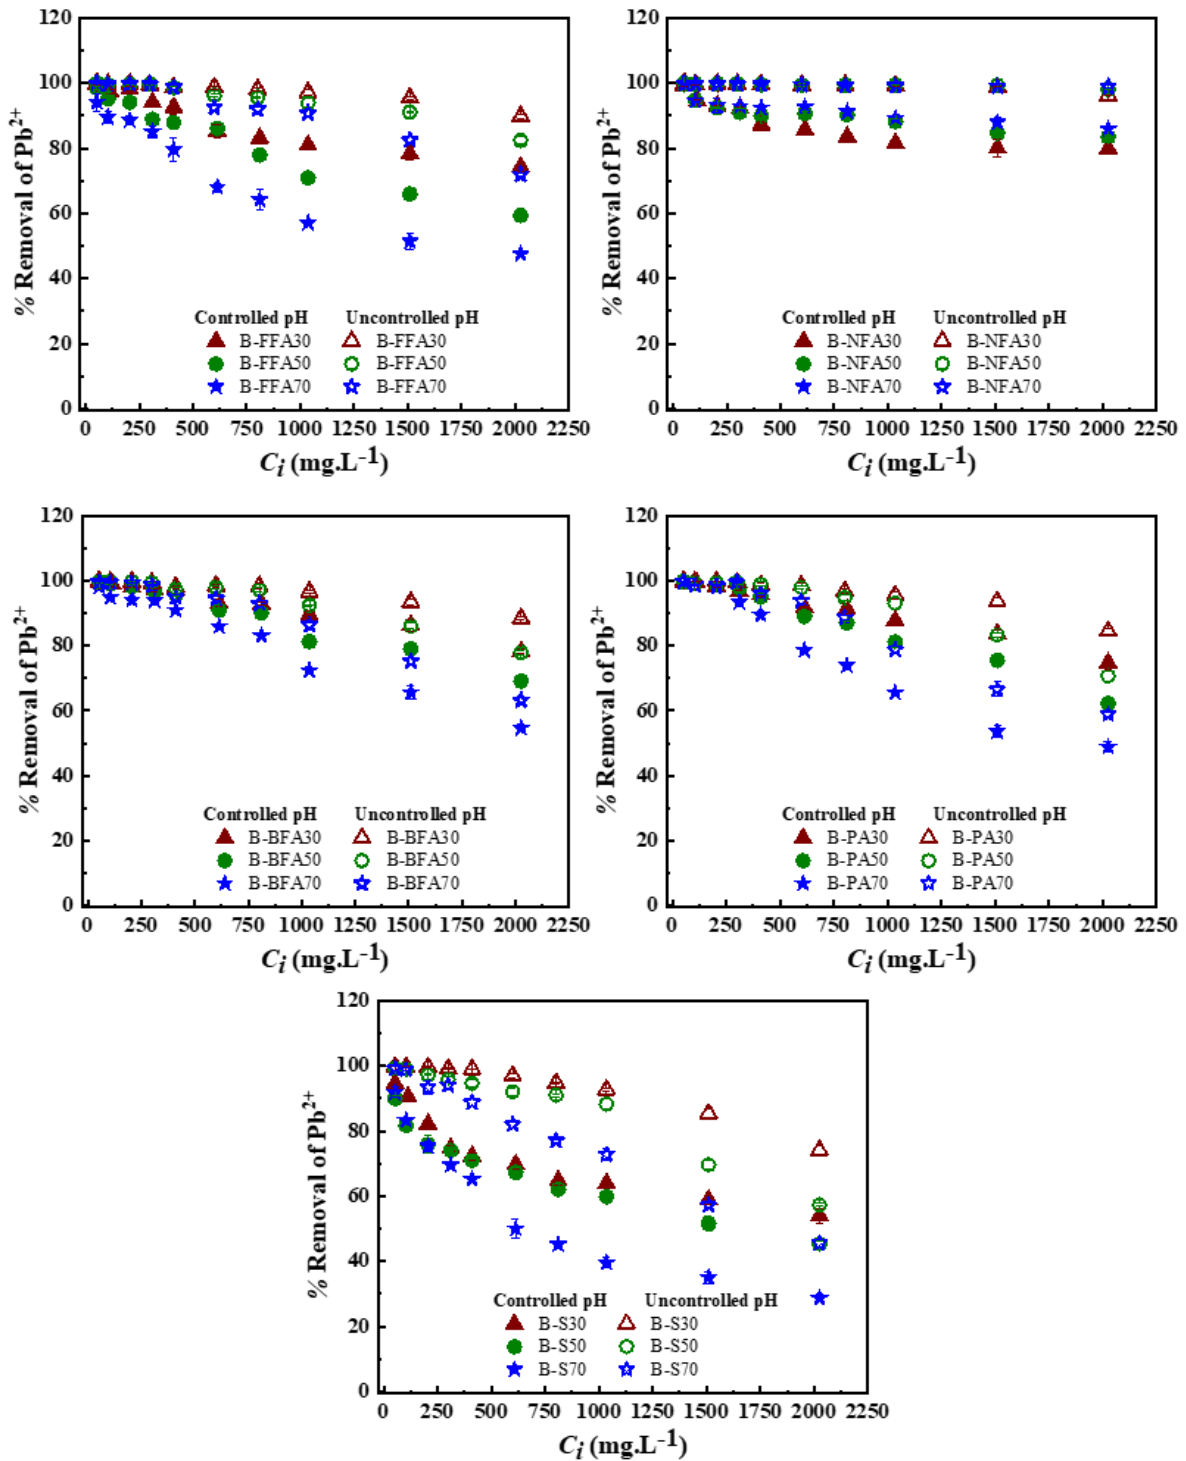 120
100
80
60
40
20
0
% Removal of Pb2+
Controlled pH Uncontrolled pH
B-FFA30 B-FFA30
B-FFA50 B-FFA50
B-FFA70 B-FFA70
0 250 500 750 1000 1250 1500 1750 2000 2250
Ci (mg.L-1)
120
100
80
60
40
20
0
% Removal of Pb2+
Controlled pH Uncontrolled pH
B-NFA30 B-NFA30
B-NFA50 B-NFA50
B-NFA70 B-NFA70
0 250 500 750 1000 1250 1500 1750 2000 2250
Ci (mg.L-1)
120
100
80
60
40
20
0
% Removal of Pb2+
Controlled pH Uncontrolled pH
B-BFA30 B-BFA30
B-BFA50 B-BFA50
B-BFA70 B-BFA70
0 250 500 750 1000 1250 1500 1750 2000 2250
Ci (mg.L-1)
120
100
80
60
40
20
0
% Removal of Pb2+
Controlled pH Uncontrolled pH
B-PA30 B-PA30
B-PA50 B-PA50
B-PA70 B-PA70
0 250 500 750 1000 1250 1500 1750 2000 2250
Ci (mg.L-1)
120
100
80
60
40
20
0
% Removal of Pb2+
Controlled pH Uncontrolled pH
B-S30 B-S30
B-S50 B-S50
B-S70 B-S70
0 250 500 750 1000 1250 1500 1750 2000 2250
Ci (mg.L-1)